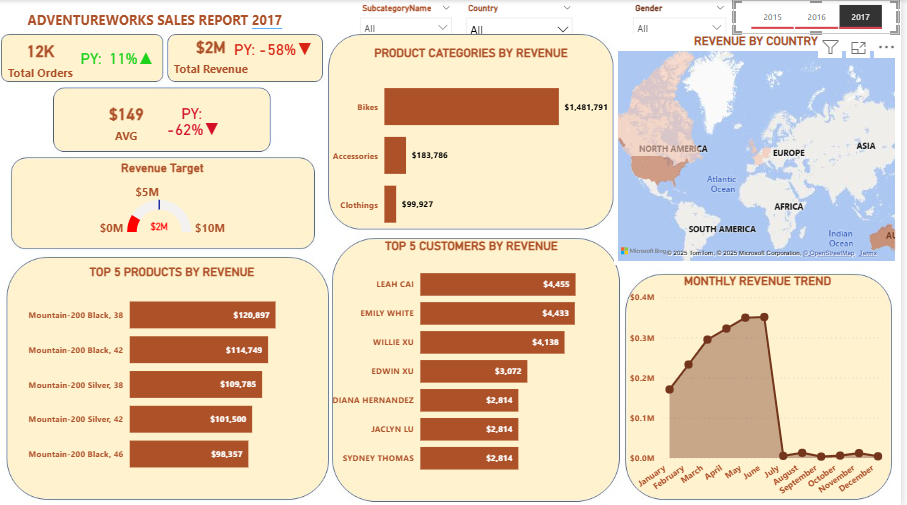 ADVENTUREWORKS SALES REPORT 2017
SubcategoryName
All
Country
All
Gender
All
2015
2016
2017
12K
Total Orders
PY: 11%▲
$2M
Total Revenue
PY: -58%▼
$149
AVG
PY:
-62%▼
Revenue Target
$5M
$0M
$2M
$10M
PRODUCT CATEGORIES BY REVENUE
Bikes $1,481,791
Accessories $183,786
Clothings $99,927
REVENUE BY COUNTRY
NORTH AMERICA
EUROPE
ASIA
Atlantic
Ocean
AFRICA
SOUTH AMERICA
Indian
Ocean
AU
Microsoft Bing
© 2025 TomTom, © 2025 Microsoft Corporation, © OpenStreetMap Terms
TOP 5 PRODUCTS BY REVENUE
Mountain-200 Black, 38 $120,897
Mountain-200 Black, 42 $114,749
Mountain-200 Silver, 38 $109,785
Mountain-200 Silver, 42 $101,500
Mountain-200 Black, 46 $98,357
TOP 5 CUSTOMERS BY REVENUE
LEAH CAI $4,455
EMILY WHITE $4,433
WILLIE XU $4,138
EDWIN XU $3,072
DIANA HERNANDEZ $2,814
JACLYN LU $2,814
SYDNEY THOMAS $2,814
MONTHLY REVENUE TREND
$0.4M
$0.3M
$0.2M
$0.1M
$0.0M
January
February
March
April
May
June
July
August
September
October
November
December